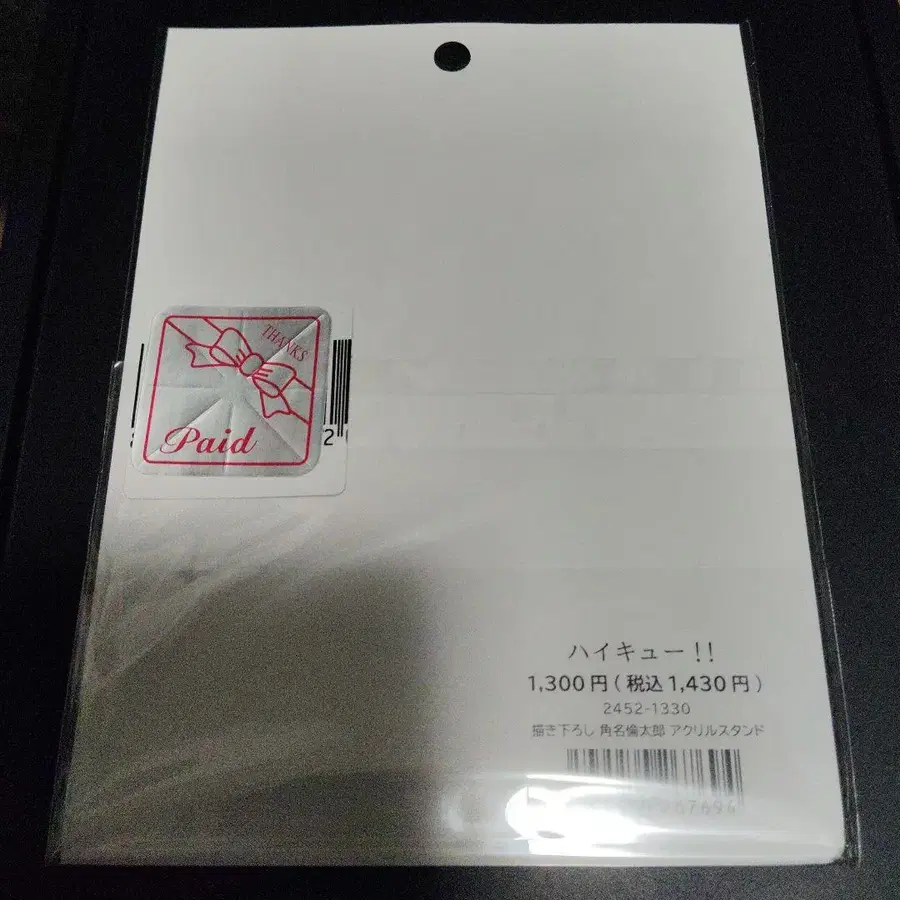 THANKS
Paid
2
ハイキュー!!
1,300円(税込1,430円)
2452-1330
描き下ろし 角名倫太郎 アクリルスタンド